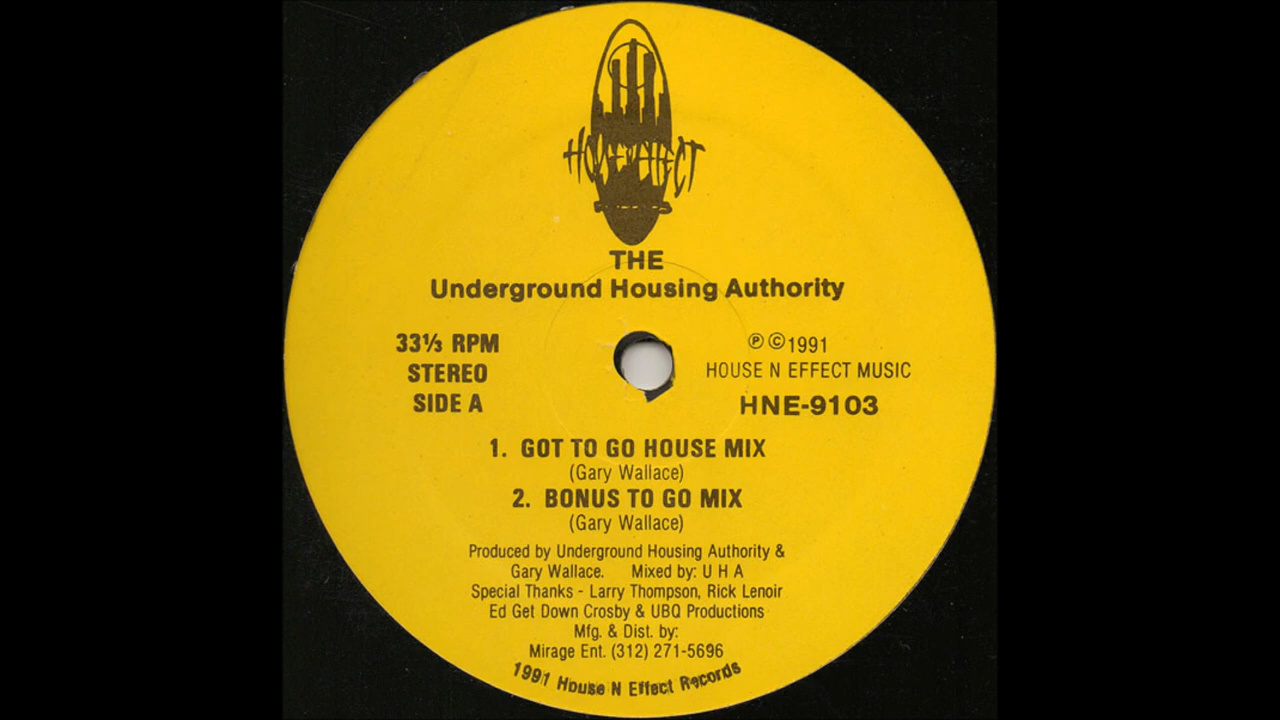 HOUSE N EFFECT
THE
Underground Housing Authority
33⅓ RPM
STEREO
SIDE A
℗ © 1991
HOUSE N EFFECT MUSIC
HNE-9103
1. GOT TO GO HOUSE MIX
(Gary Wallace)
2. BONUS TO GO MIX
(Gary Wallace)
Produced by Underground Housing Authority &
Gary Wallace. Mixed by: U H A
Special Thanks - Larry Thompson, Rick Lenoir
Ed Get Down Crosby & UBQ Productions
Mfg. & Dist. by:
Mirage Ent. (312) 271-5696
1991 House N Effect Records